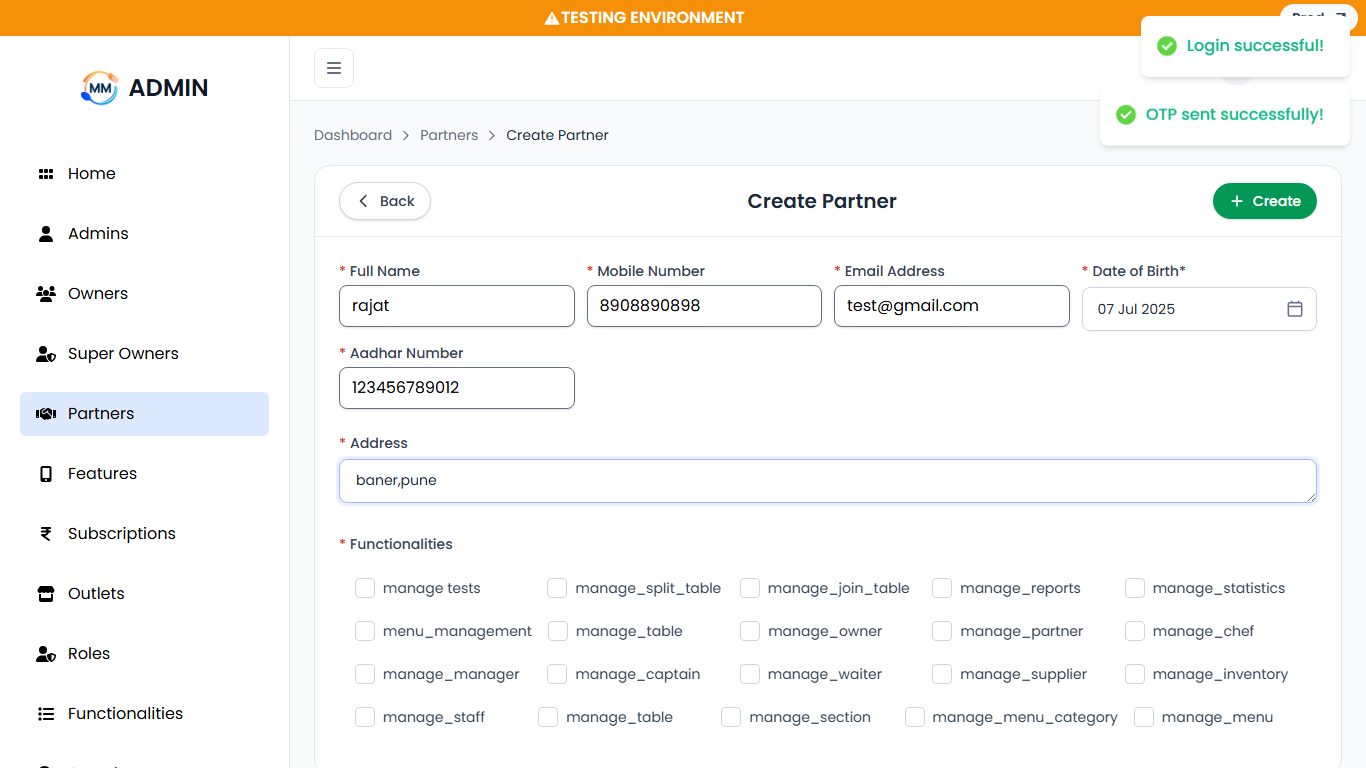 TESTING ENVIRONMENT
Login successful!
OTP sent successfully!
MM ADMIN
Home
Admins
Owners
Super Owners
Partners
Features
Subscriptions
Outlets
Roles
Functionalities
Dashboard > Partners > Create Partner
Back
Create Partner
+ Create
* Full Name
rajat
* Mobile Number
8908890898
* Email Address
test@gmail.com
* Date of Birth*
07 Jul 2025
* Aadhar Number
123456789012
* Address
baner,pune
* Functionalities
manage tests manage_split_table manage_join_table manage_reports manage_statistics
menu_management manage_table manage_owner manage_partner manage_chef
manage_manager manage_captain manage_waiter manage_supplier manage_inventory
manage_staff manage_table manage_section manage_menu_category manage_menu